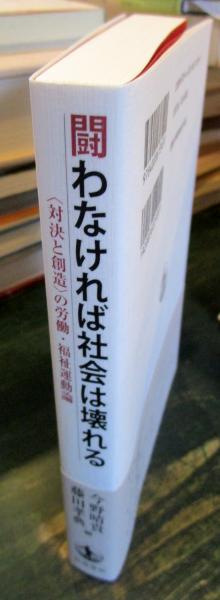 闘わなければ社会は壊れる
〈対決と創造〉の労働・福祉運動論
今野晴貴
藤田孝典 編